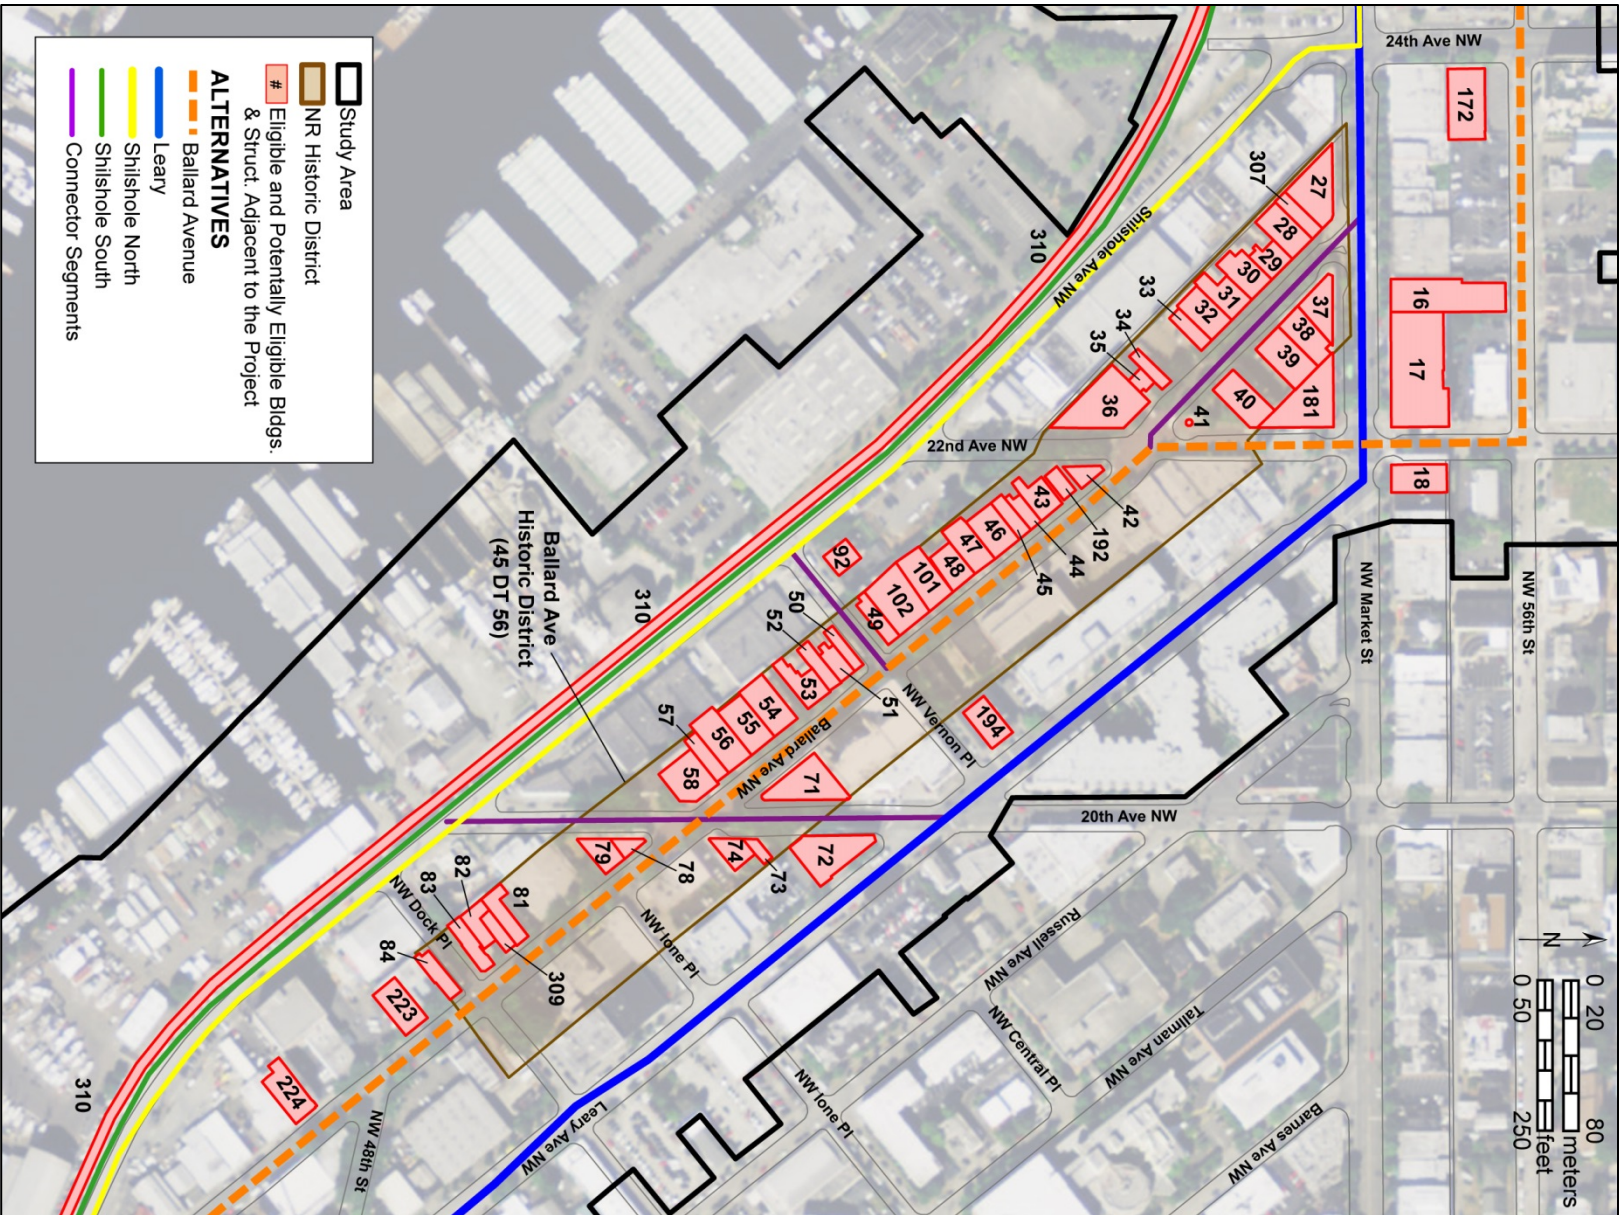 24th Ave NW
172
27
307
28
29
30
31
32
33
34
35
36
37
38
39
40
181
41
16
17
18
310
Shilshole Ave NW
22nd Ave NW
NW Market St
NW 56th St
42
192
43
44
45
46
47
48
101
102
49
92
50
52
51
53
54
55
56
57
58
NW Vernon Pl
194
Ballard Ave NW
71
20th Ave NW
310
Ballard Ave
Historic District
(45 DT 56)
72
73
74
78
79
81
82
83
309
84
NW Dock Pl
NW Ione Pl
223
224
NW 48th St
Leary Ave NW
NW Ione Pl
Russell Ave NW
NW Central Pl
Tallman Ave NW
Barnes Ave NW
310
Study Area
NR Historic District
# Eligible and Potentially Eligible Bldgs.
& Struct. Adjacent to the Project
ALTERNATIVES
Ballard Avenue
Leary
Shilshole North
Shilshole South
Connector Segments
N
0 20 80 meters
0 50 250 feet